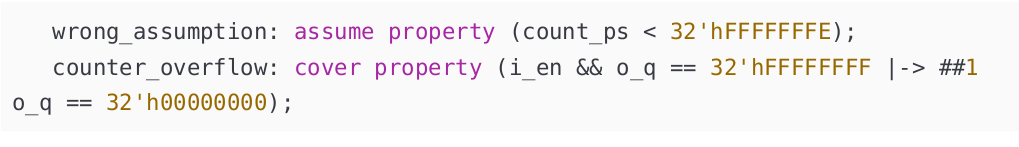 wrong_assumption: assume property (count_ps < 32'hFFFFFFFE);
counter_overflow: cover property (i_en && o_q == 32'hFFFFFFFF |-> ##1
o_q == 32'h00000000);